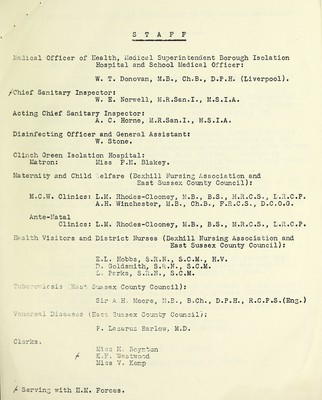 S T A F F
Medical Officer of Health, Medical Superintendent Borough Isolation
Hospital and School Medical Officer:
W. T. Donovan, M.B., Ch.B., D.P.H. (Liverpool).
/Chief Sanitary Inspector:
W. E. Norwell, M.R.San.I., M.S.I.A.
Acting Chief Sanitary Inspector:
A. C. Horne, M.R.San.I., M.S.I.A.
Disinfecting Officer and General Assistant:
W. Stone.
Clinch Green Isolation Hospital:
Matron: Miss P.M. Blakey.
Maternity and Child Welfare (Bexhill Nursing Association and
East Sussex County Council):
M.C.W. Clinics: L.M. Rhodes-Clooney, M.B., B.S., M.R.C.S., L.R.C.P.
A.H. Winchester, M.B., Ch.B., F.R.C.S., D.C.O.G.
Ante-Natal
Clinics: L.M. Rhodes-Clooney, M.B., B.S., M.R.C.S., L.R.C.P.
Health Visitors and District Nurses (Bexhill Nursing Association and
East Sussex County Council):
E.L. Hobbs, S.R.N., S.C.M., H.V.
D. Goldsmith, S.R.N., S.C.M.
L. Perks, S.R.N., S.C.M.
Tuberculosis (East Sussex County Council):
Sir A.H. Moore, M.B., B.Ch., D.P.H., R.C.P.S.(Eng.)
Venereal Diseases (East Sussex County Council):
P. Lazarus Barlow, M.D.
Clerks.
Miss M. Boynton
/ K.F. Westwood
Miss V. Kemp
/ Serving with H.M. Forces.